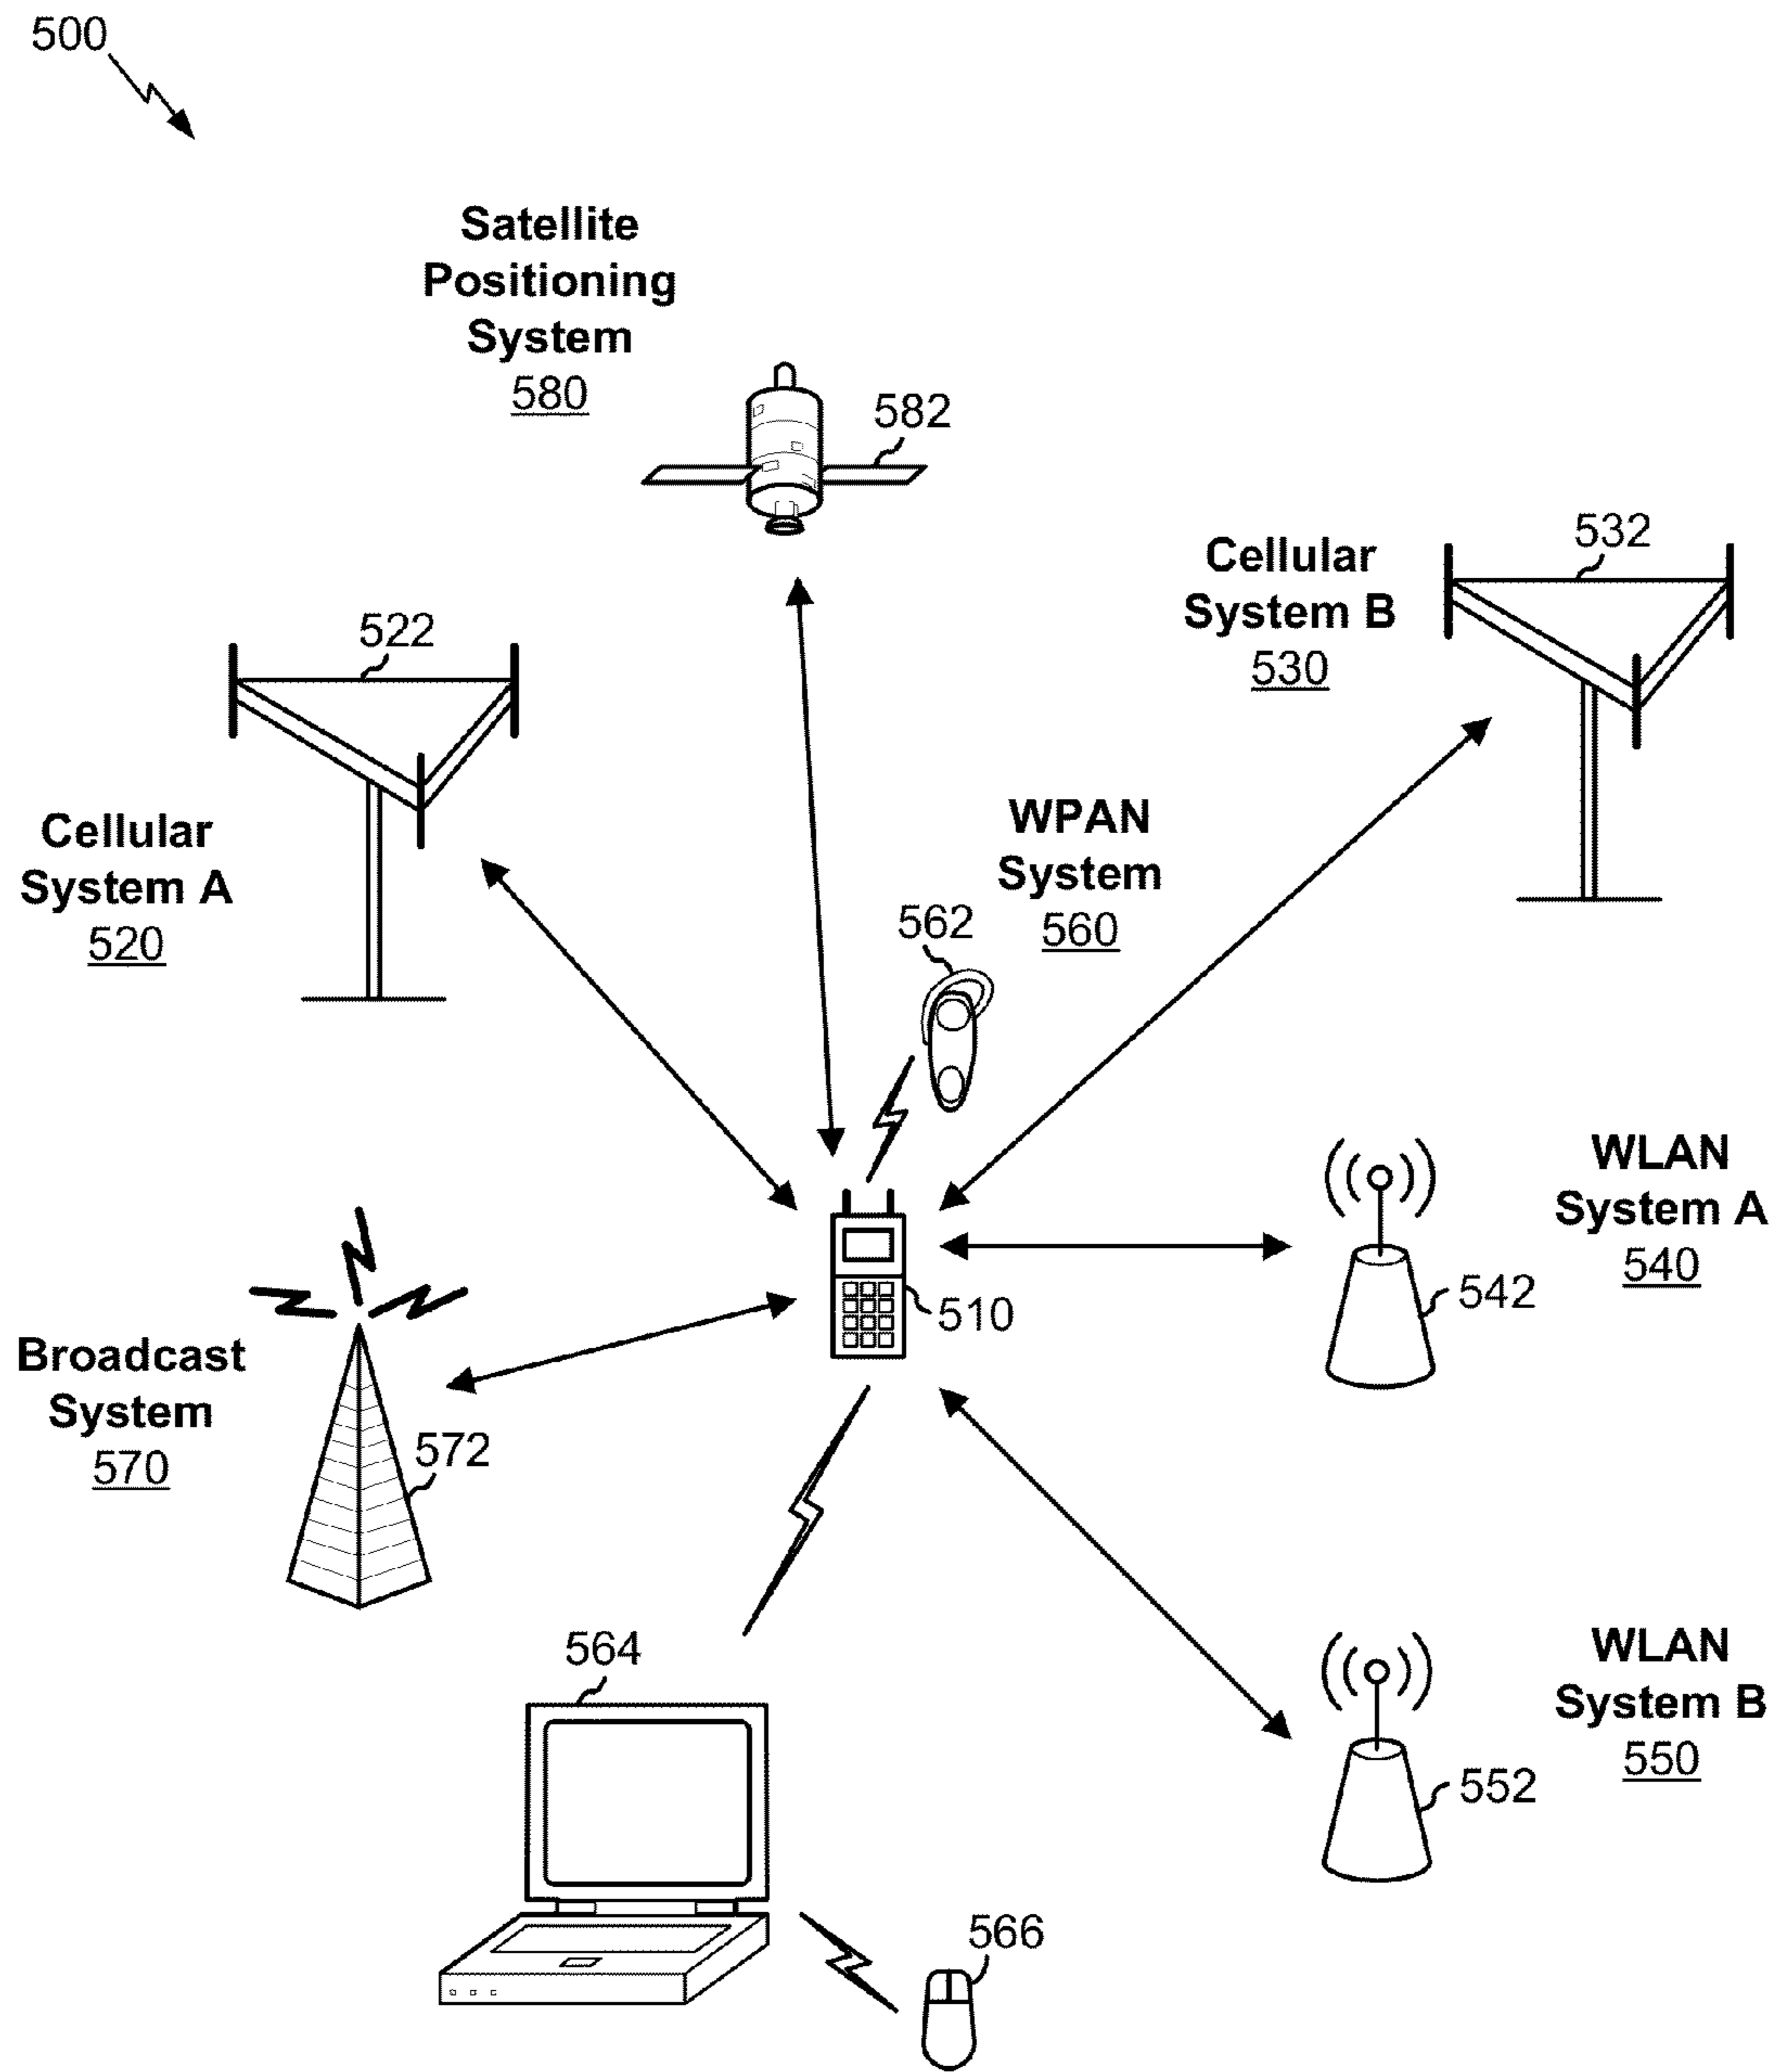 500
Satellite
Positioning
System
580
582
532
Cellular
System B
530
522
Cellular
System A
520
WPAN
System
560
562
WLAN
System A
540
542
510
Broadcast
System
570
572
564
WLAN
System B
550
552
566